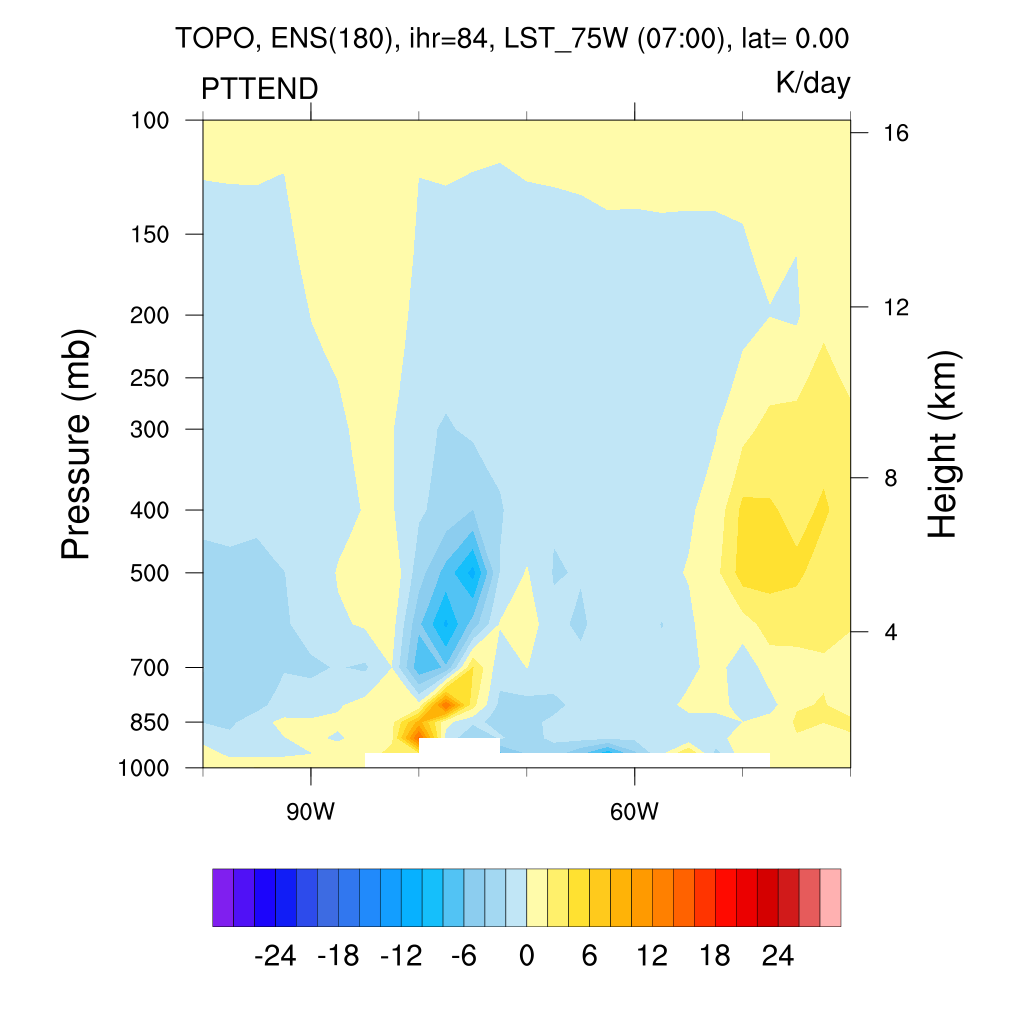 TOPO, ENS(180), ihr=84, LST_75W (07:00), lat= 0.00
PTTEND
K/day
100
150
200
250
300
400
500
700
850
1000
Pressure (mb)
16
12
8
4
Height (km)
90W
60W
-24 -18 -12 -6 0 6 12 18 24